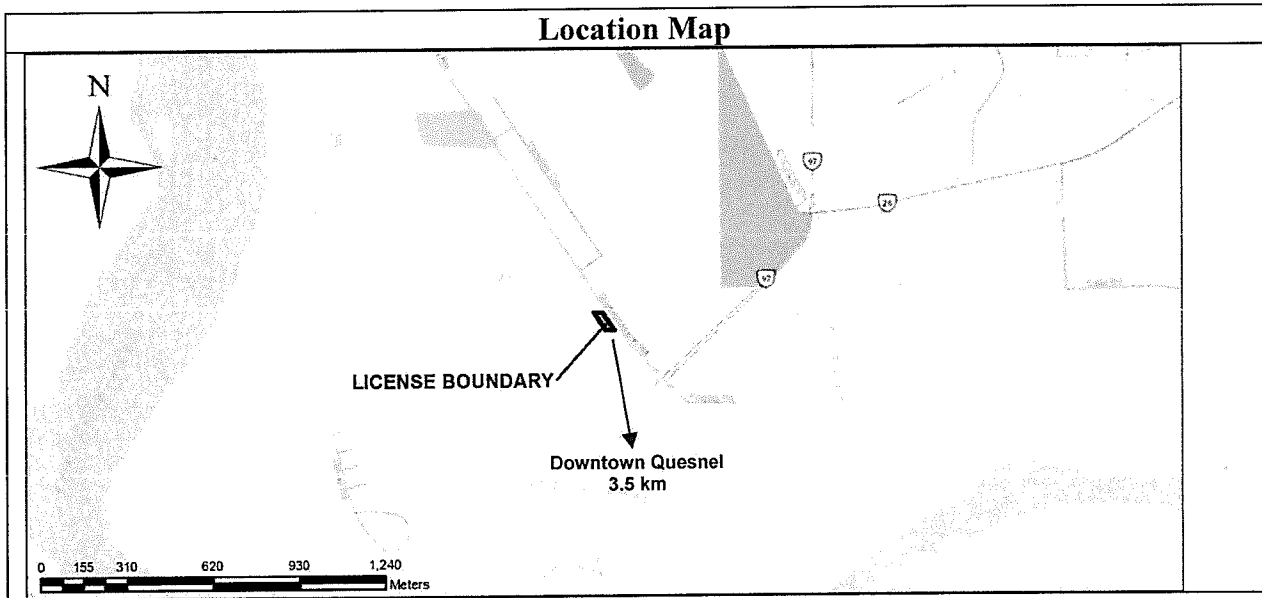 Location Map
N
97
26
97
LICENSE BOUNDARY
Downtown Quesnel
3.5 km
0 155 310 620 930 1,240
Meters